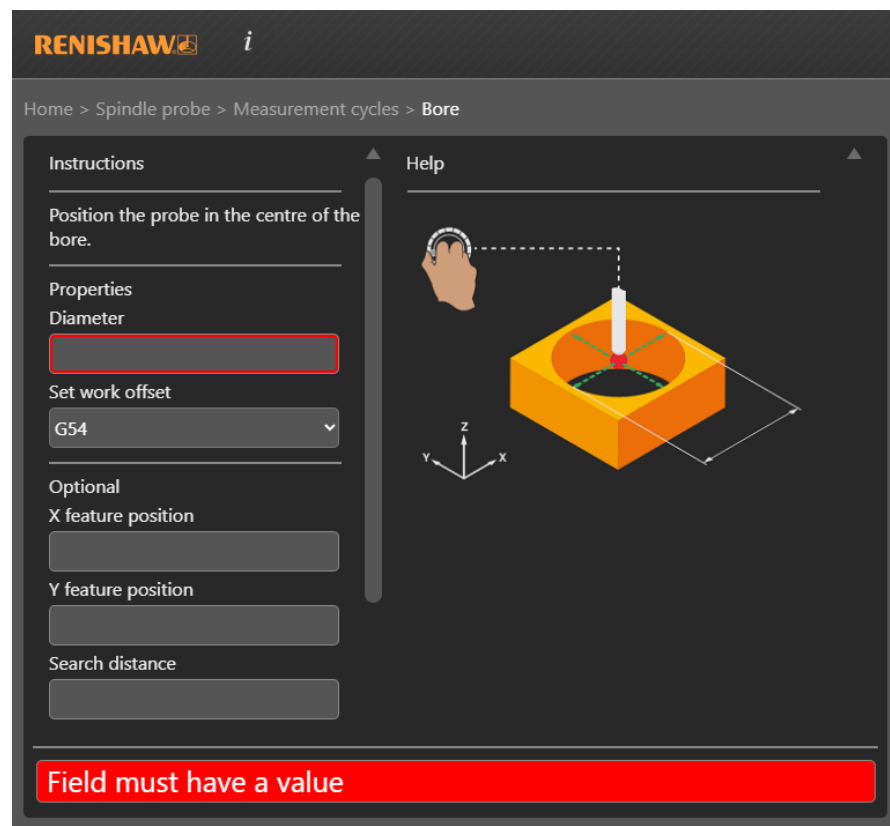 RENISHAW
i
Home > Spindle probe > Measurement cycles > Bore
Instructions
Position the probe in the centre of the
bore.
Properties
Diameter
Set work offset
G54
Optional
X feature position
Y feature position
Search distance
Help
Z
Y
X
Field must have a value